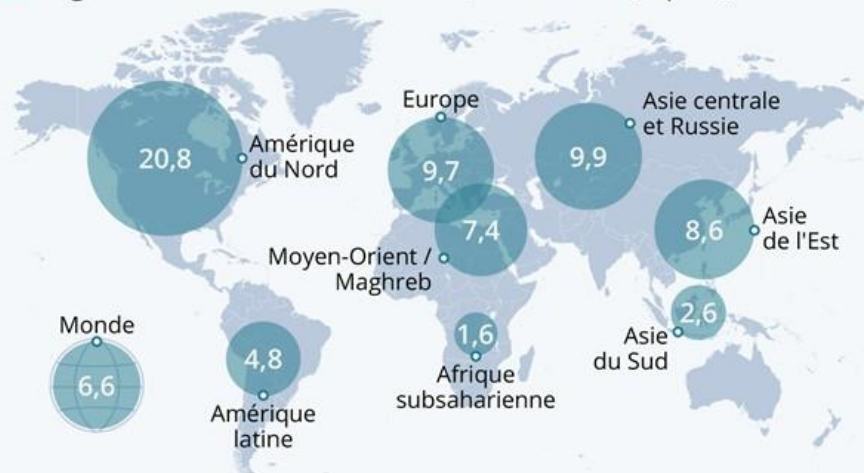 Europe
Asie centrale
et Russie
20,8
Amérique
du Nord
9,7
9,9
7,4
8,6
Asie
de l'Est
Moyen-Orient /
Maghreb
Monde
6,6
4,8
Amérique
latine
1,6
Afrique
subsaharienne
2,6
Asie
du Sud